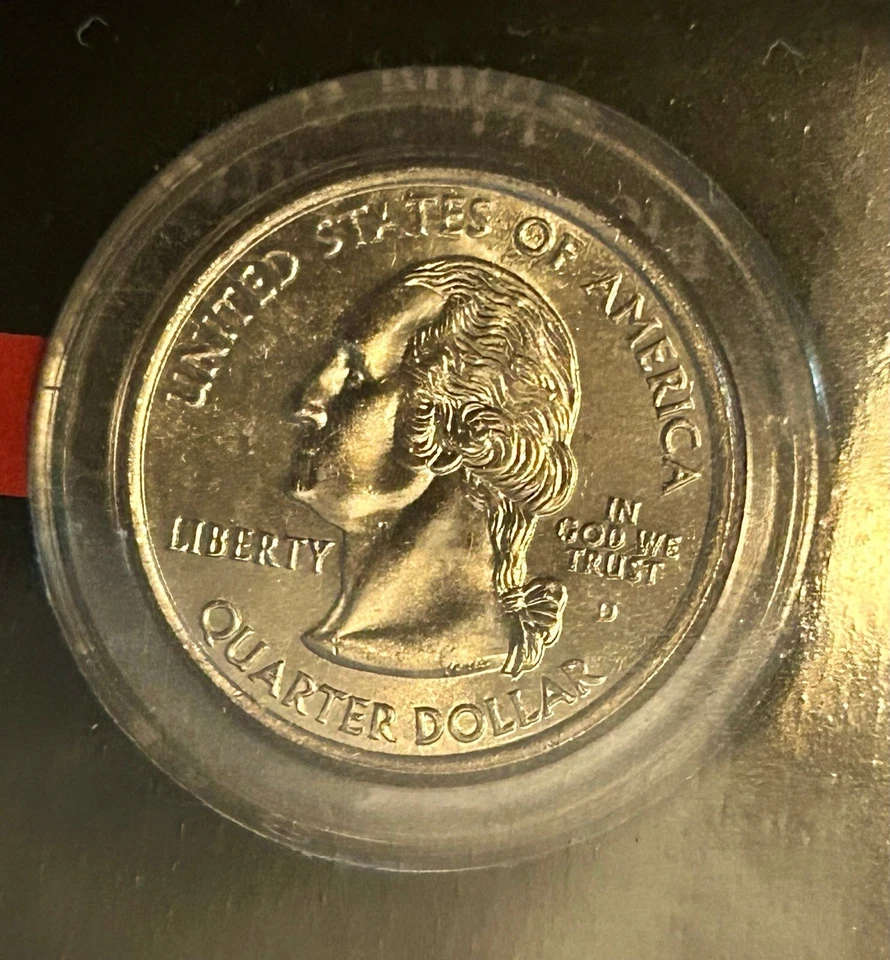 UNITED STATES OF AMERICA
LIBERTY
IN
GOD WE
TRUST
D
QUARTER DOLLAR